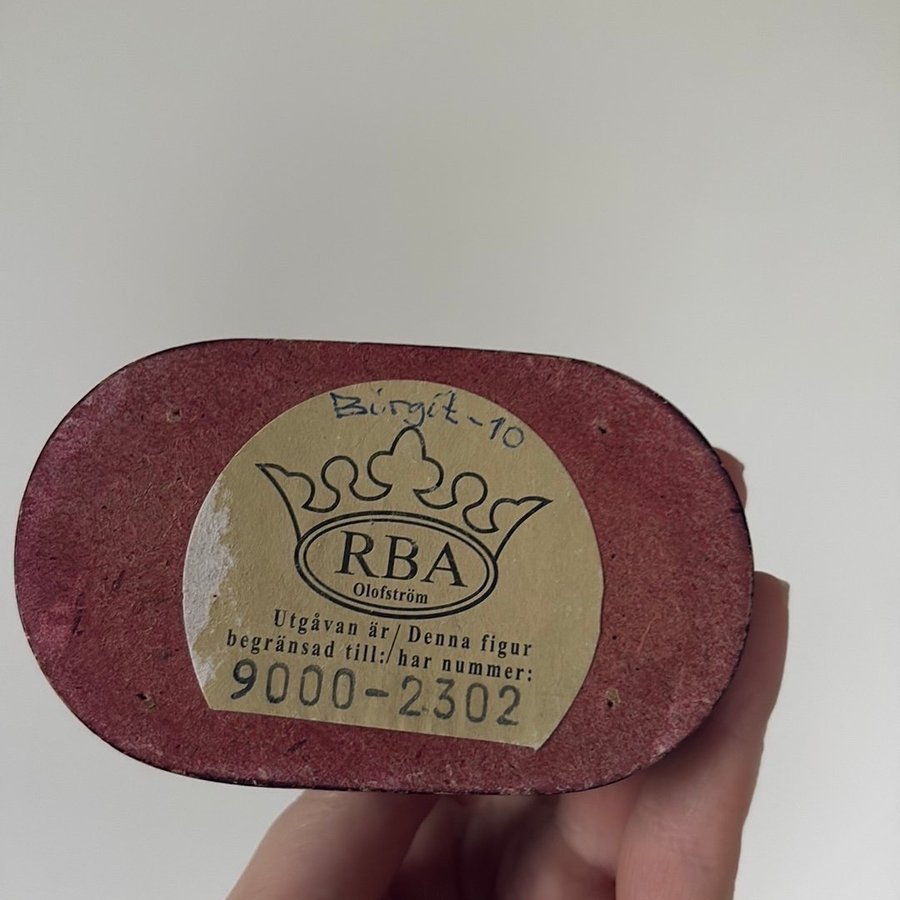 Birgit-10
RBA
Olofström
Utgåvan är/Denna figur
begränsad till:/har nummer:
9000-2302